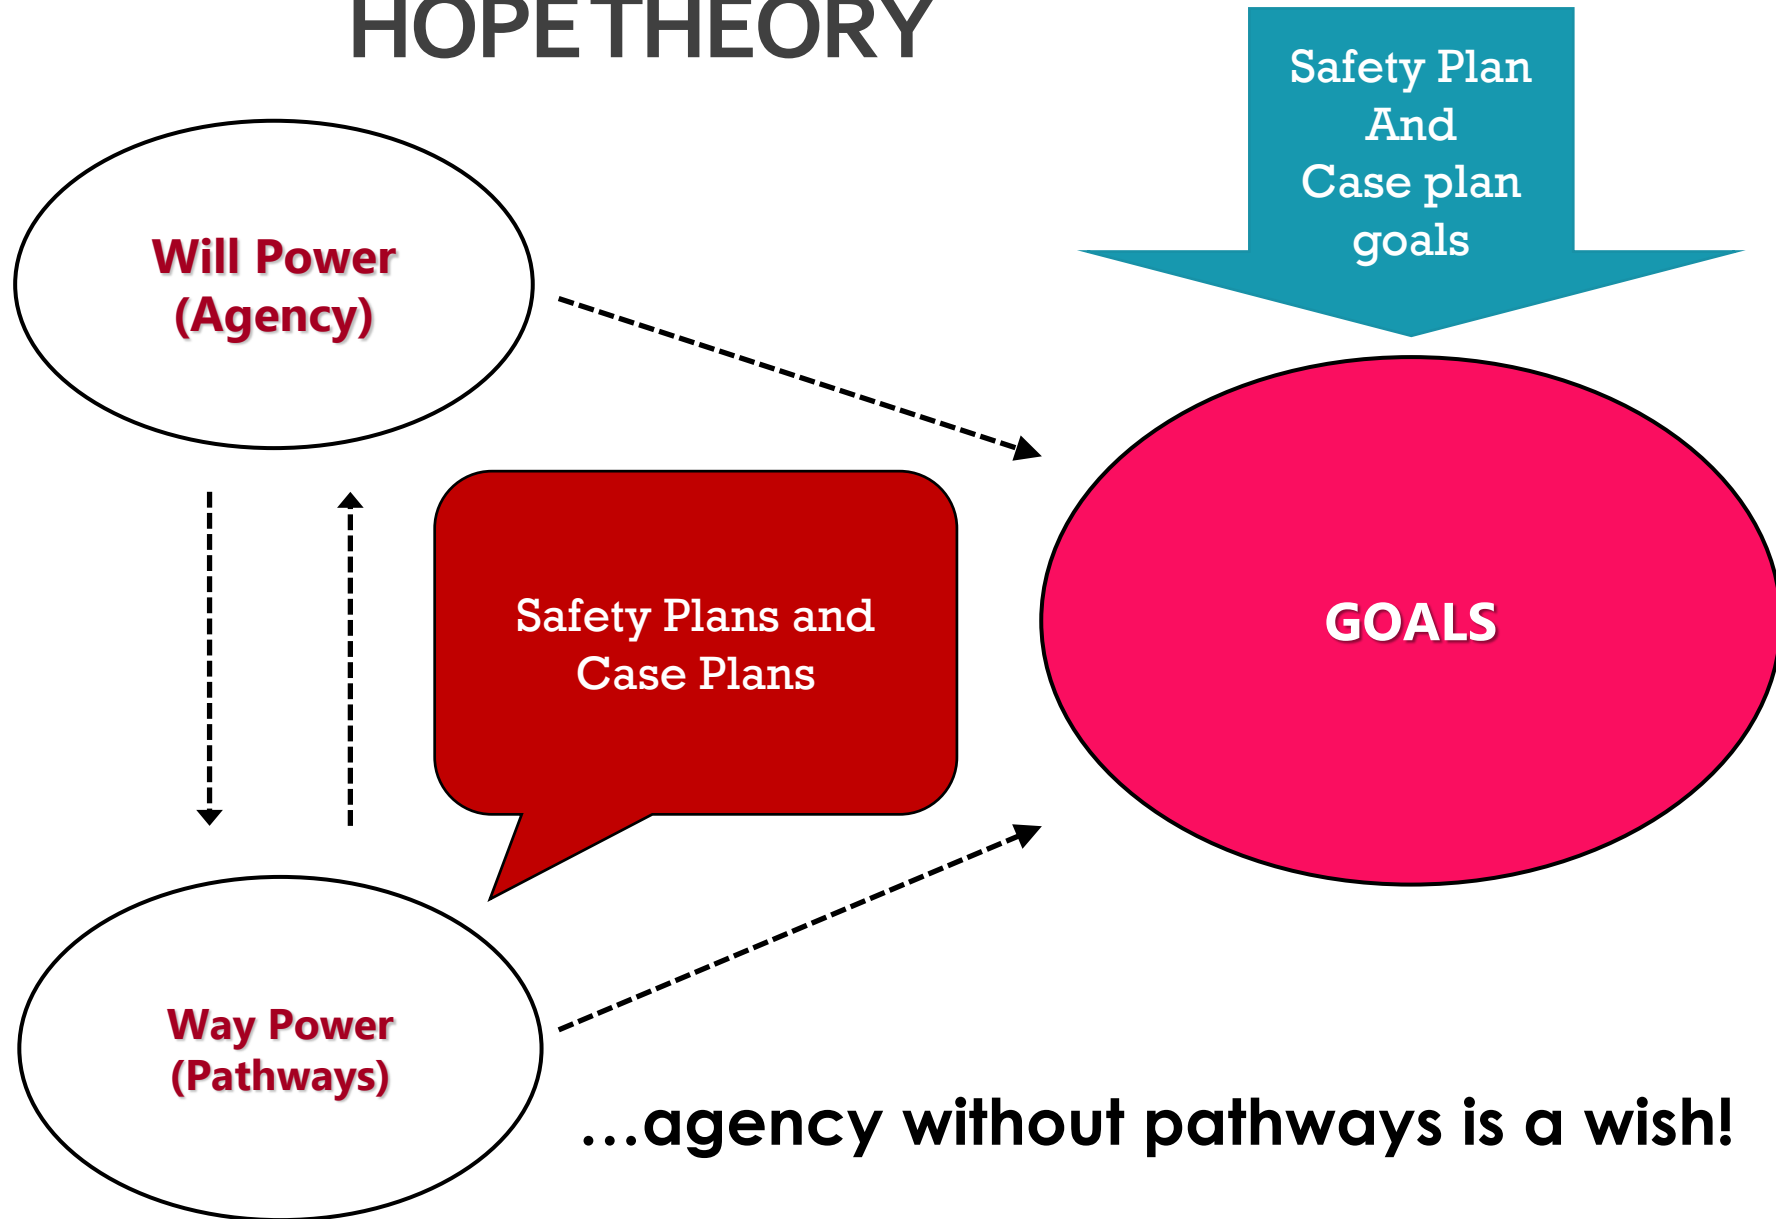 HOPE THEORY
Safety Plan
And
Case plan
goals
Will Power
(Agency)
Safety Plans and
Case Plans
GOALS
Way Power
(Pathways)
...agency without pathways is a wish!